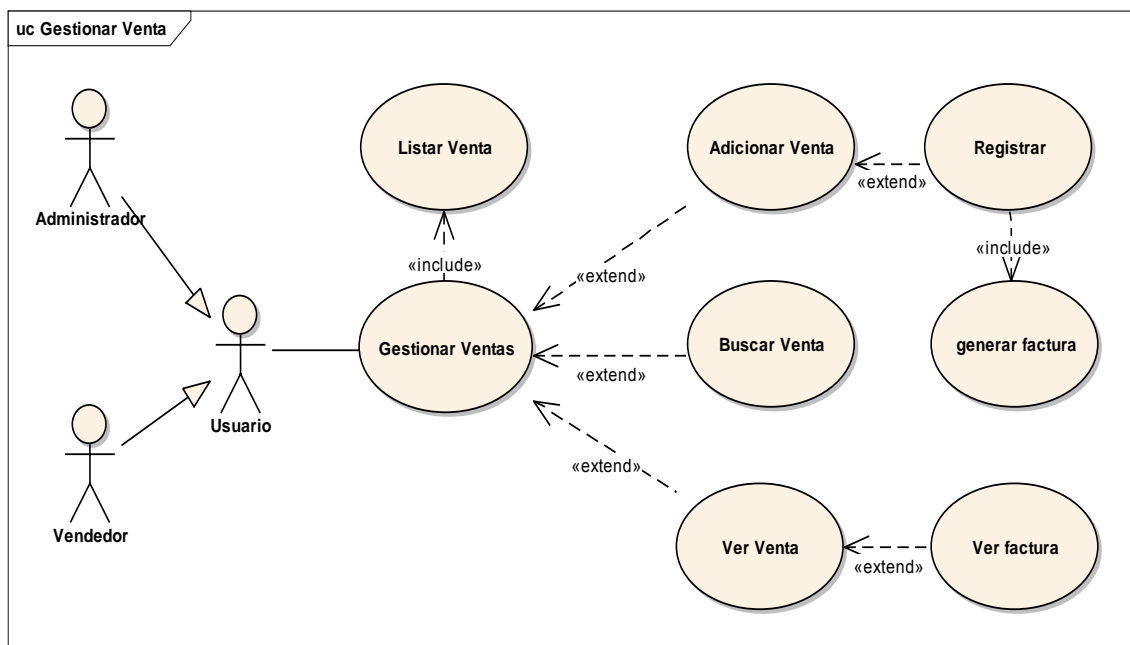 uc Gestionar Venta
Administrador
Vendedor
Usuario
Listar Venta
«include»
Gestionar Ventas
«extend»
«extend»
«extend»
Adicionar Venta
Buscar Venta
Ver Venta
«extend»
Registrar
«include»
generar factura
«extend»
Ver factura